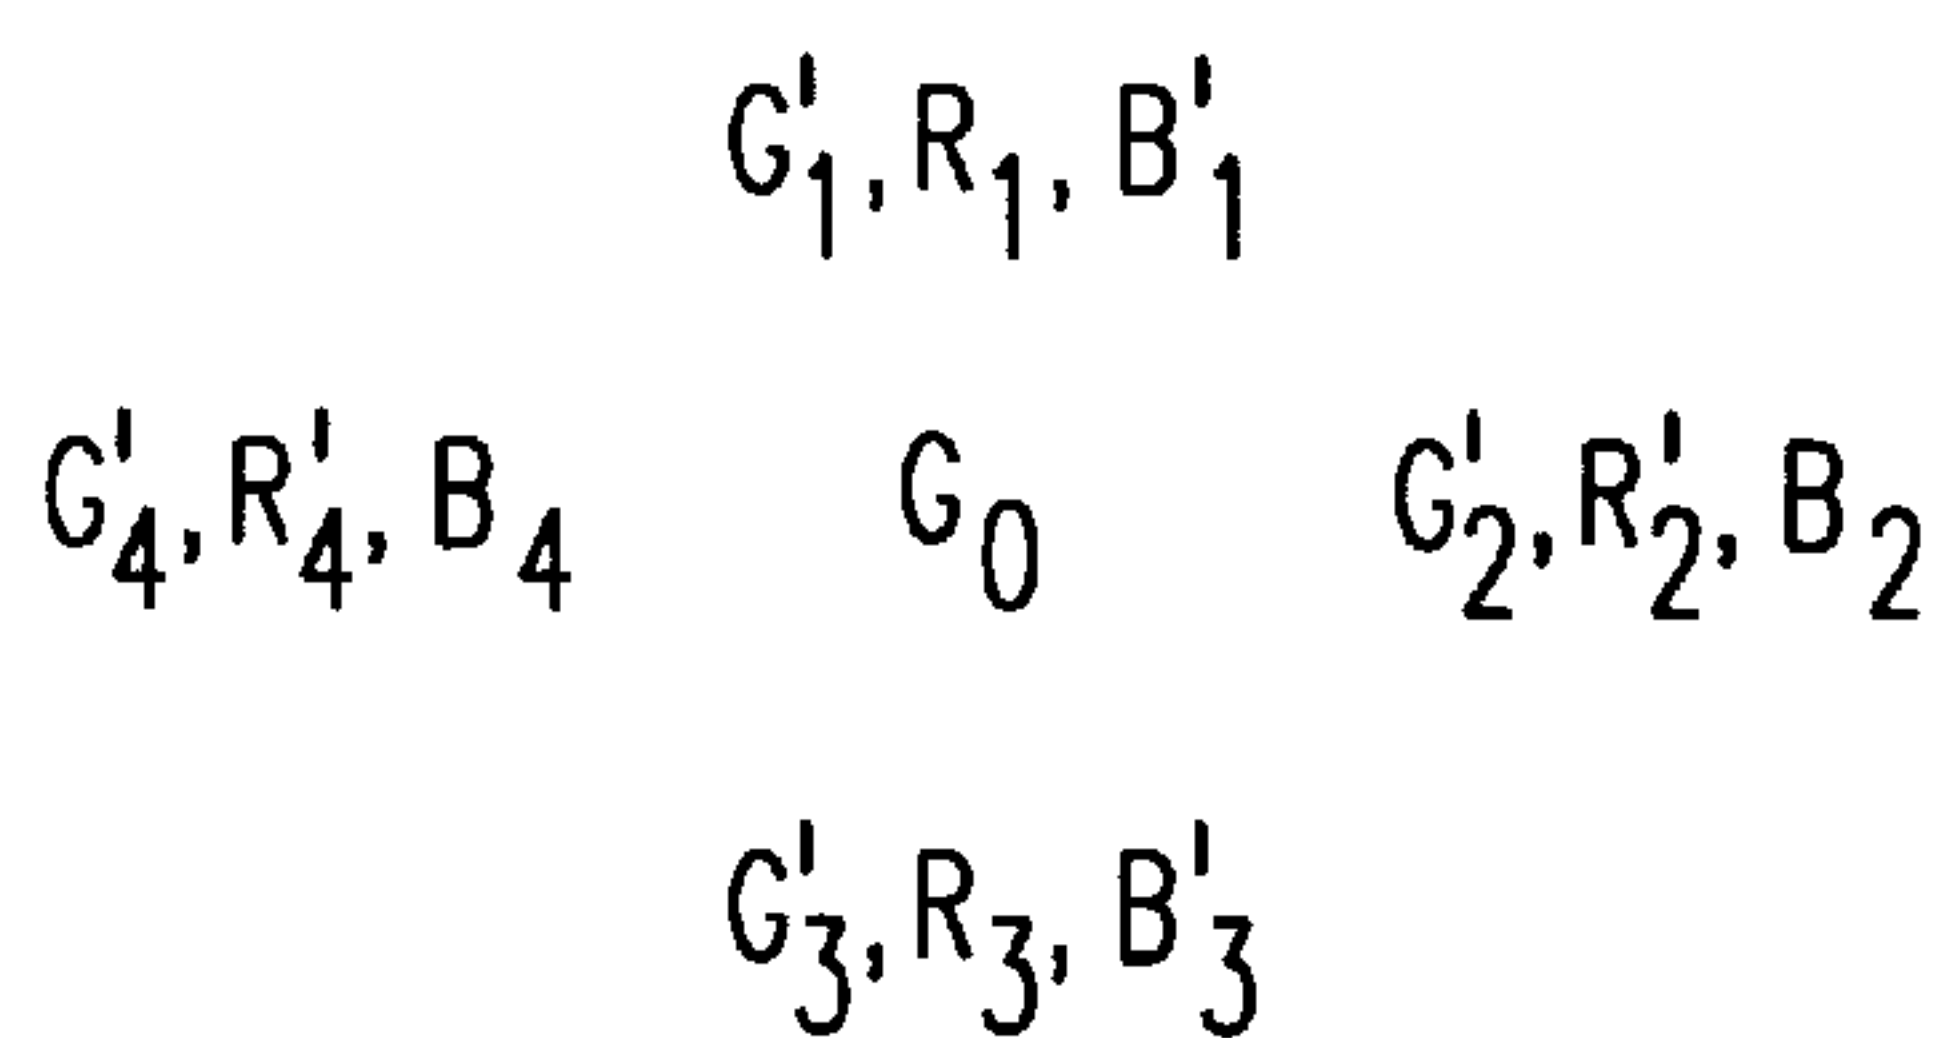 G'₁, R₁, B'₁
G'₄, R'₄, B₄ G₀ G'₂, R'₂, B₂
G'₃, R₃, B'₃